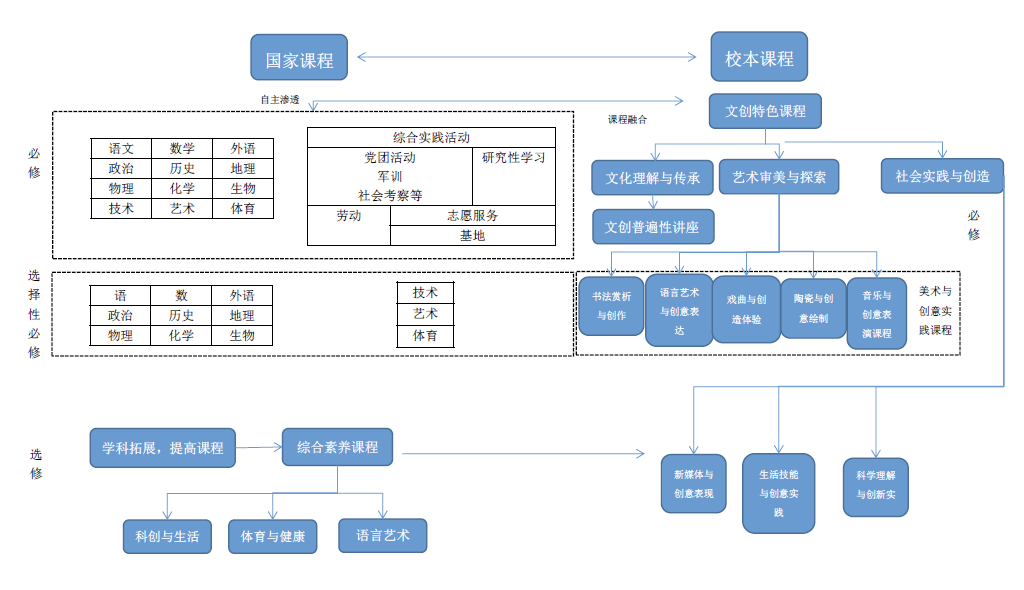 国家课程
校本课程
自主渗透
文创特色课程
课程融合
必
修
语文 数学 外语
政治 历史 地理
物理 化学 生物
技术 艺术 体育
综合实践活动
党团活动
军训
社会考察等
研究性学习
劳动
志愿服务
基地
文化理解与传承
艺术审美与探索
社会实践与创造
文创普遍性讲座
必
修
选
择
性
必
修
语 数 外语
政治 历史 地理
物理 化学 生物
技术
艺术
体育
书法赏析
与创作
语言艺术
与创意表
达
戏曲与创
造体验
陶瓷与创
意绘制
音乐与
创意表
演课程
美术与
创意实
践课程
选
修
学科拓展，提高课程
综合素养课程
科创与生活
体育与健康
语言艺术
新媒体与
创意表现
生活技能
与创意实
践
科学理解
与创新实